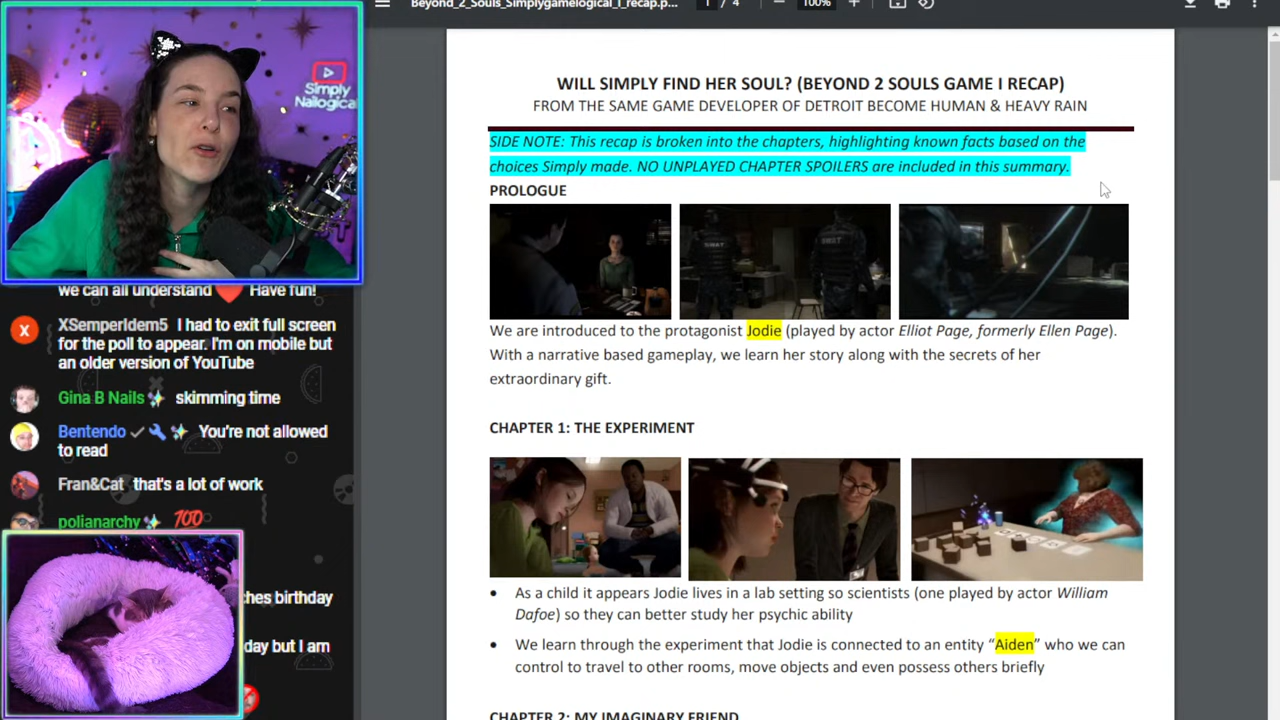 Beyond_2_Souls_Simplygamelogical_I_recap.p...
1 / 4
100%
Simply
Nailogical
WILL SIMPLY FIND HER SOUL? (BEYOND 2 SOULS GAME I RECAP)
FROM THE SAME GAME DEVELOPER OF DETROIT BECOME HUMAN & HEAVY RAIN
SIDE NOTE: This recap is broken into the chapters, highlighting known facts based on the
choices Simply made. NO UNPLAYED CHAPTER SPOILERS are included in this summary.
PROLOGUE
SWAT
SWAT
We are introduced to the protagonist Jodie (played by actor Elliot Page, formerly Ellen Page).
With a narrative based gameplay, we learn her story along with the secrets of her
extraordinary gift.
CHAPTER 1: THE EXPERIMENT
• As a child it appears Jodie lives in a lab setting so scientists (one played by actor William
Dafoe) so they can better study her psychic ability
• We learn through the experiment that Jodie is connected to an entity “Aiden” who we can
control to travel to other rooms, move objects and even possess others briefly
CHAPTER 2: MY IMAGINARY FRIEND
we can all understand ❤️ Have fun!
X
XSemperIdem5 I had to exit full screen
for the poll to appear. I'm on mobile but
an older version of YouTube
Gina B Nails✨ skimming time
Bentendo ✓ 🔧 ✨ You’re not allowed
to read
Fran&Cat that's a lot of work
polianarchy✨ 💯
ches birthday
day but I am